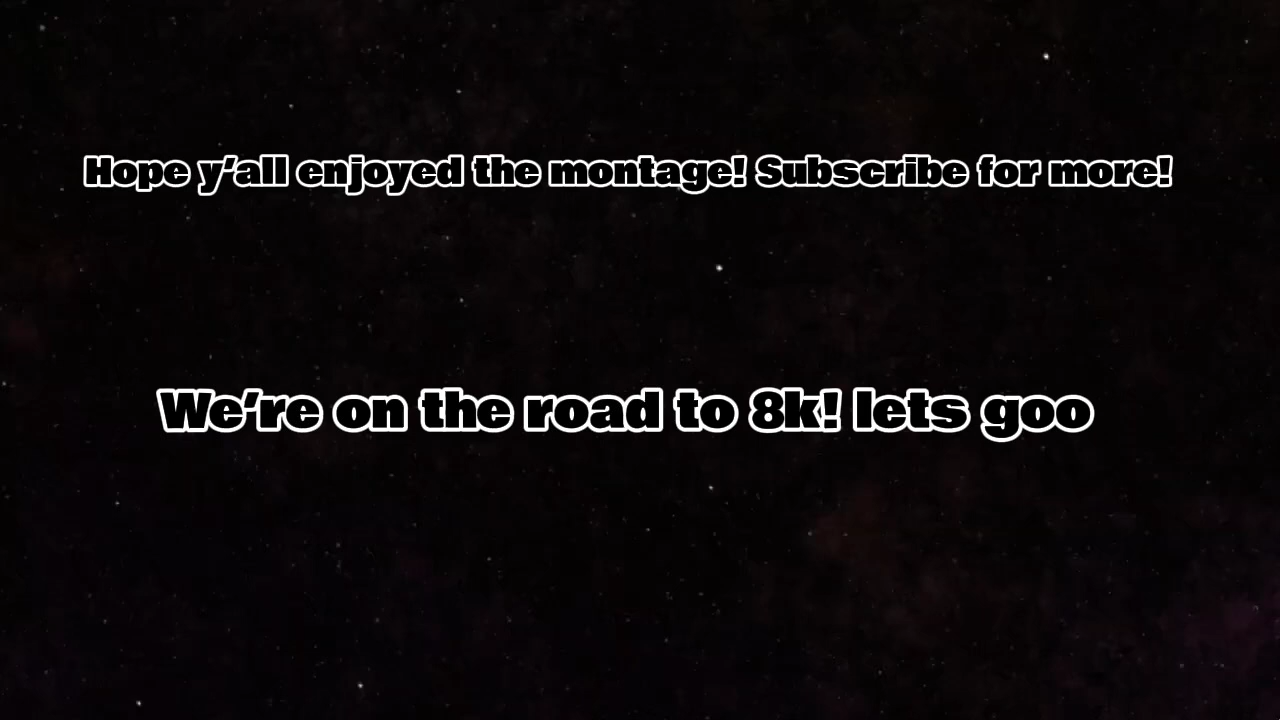 Hope y’all enjoyed the montage! Subscribe for more!
We’re on the road to 8k! lets goo